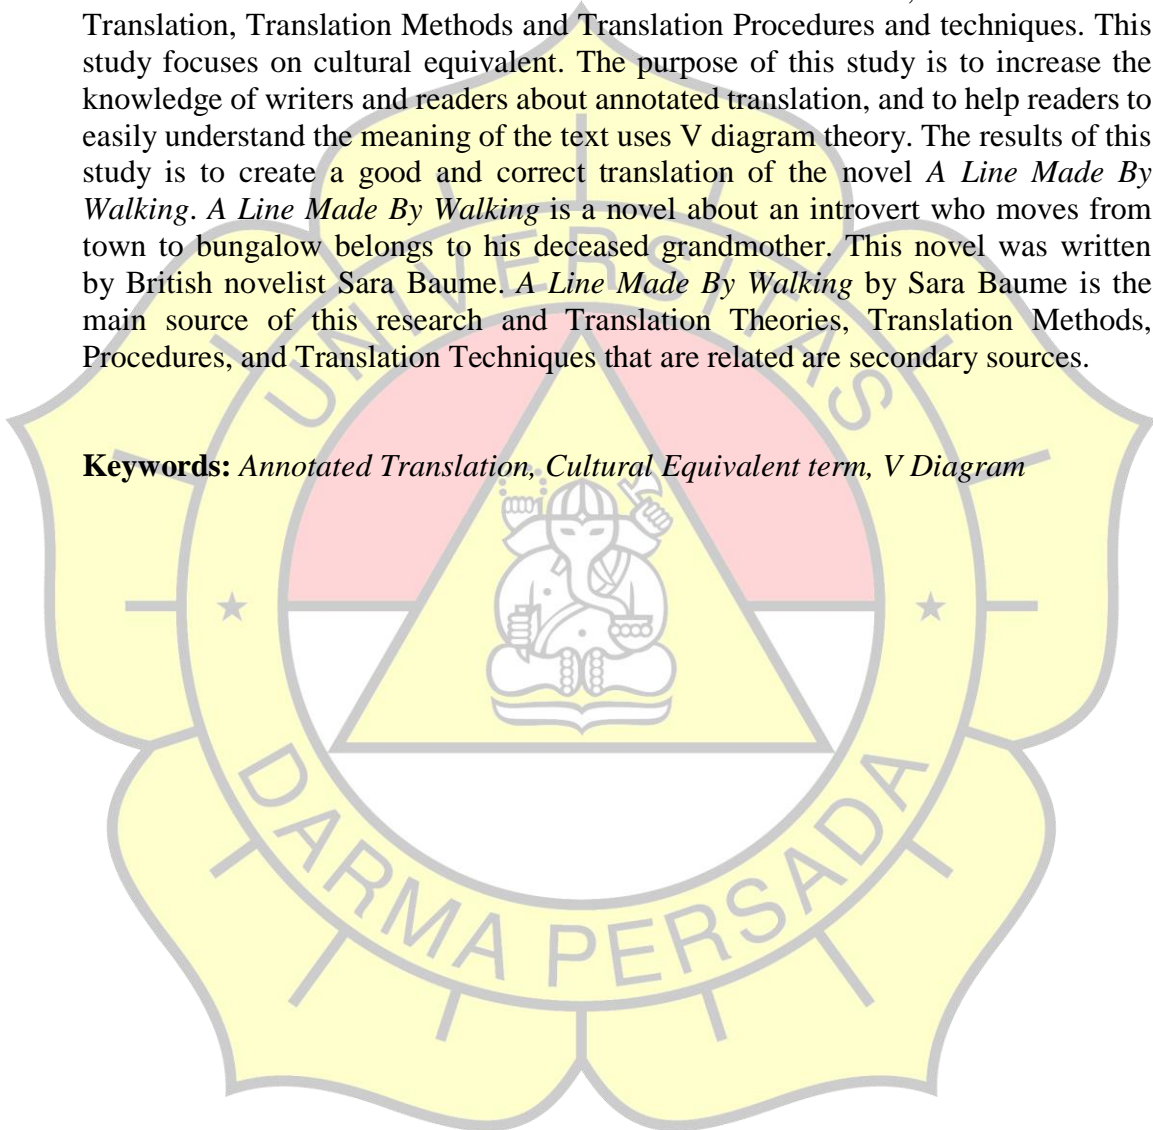 Translation, Translation Methods and Translation Procedures and techniques. This
study focuses on cultural equivalent. The purpose of this study is to increase the
knowledge of writers and readers about annotated translation, and to help readers to
easily understand the meaning of the text uses V diagram theory. The results of this
study is to create a good and correct translation of the novel A Line Made By
Walking. A Line Made By Walking is a novel about an introvert who moves from
town to bungalow belongs to his deceased grandmother. This novel was written
by British novelist Sara Baume. A Line Made By Walking by Sara Baume is the
main source of this research and Translation Theories, Translation Methods,
Procedures, and Translation Techniques that are related are secondary sources.
Keywords: Annotated Translation, Cultural Equivalent term, V Diagram
UNIVERSITAS
DARMA PERSADA